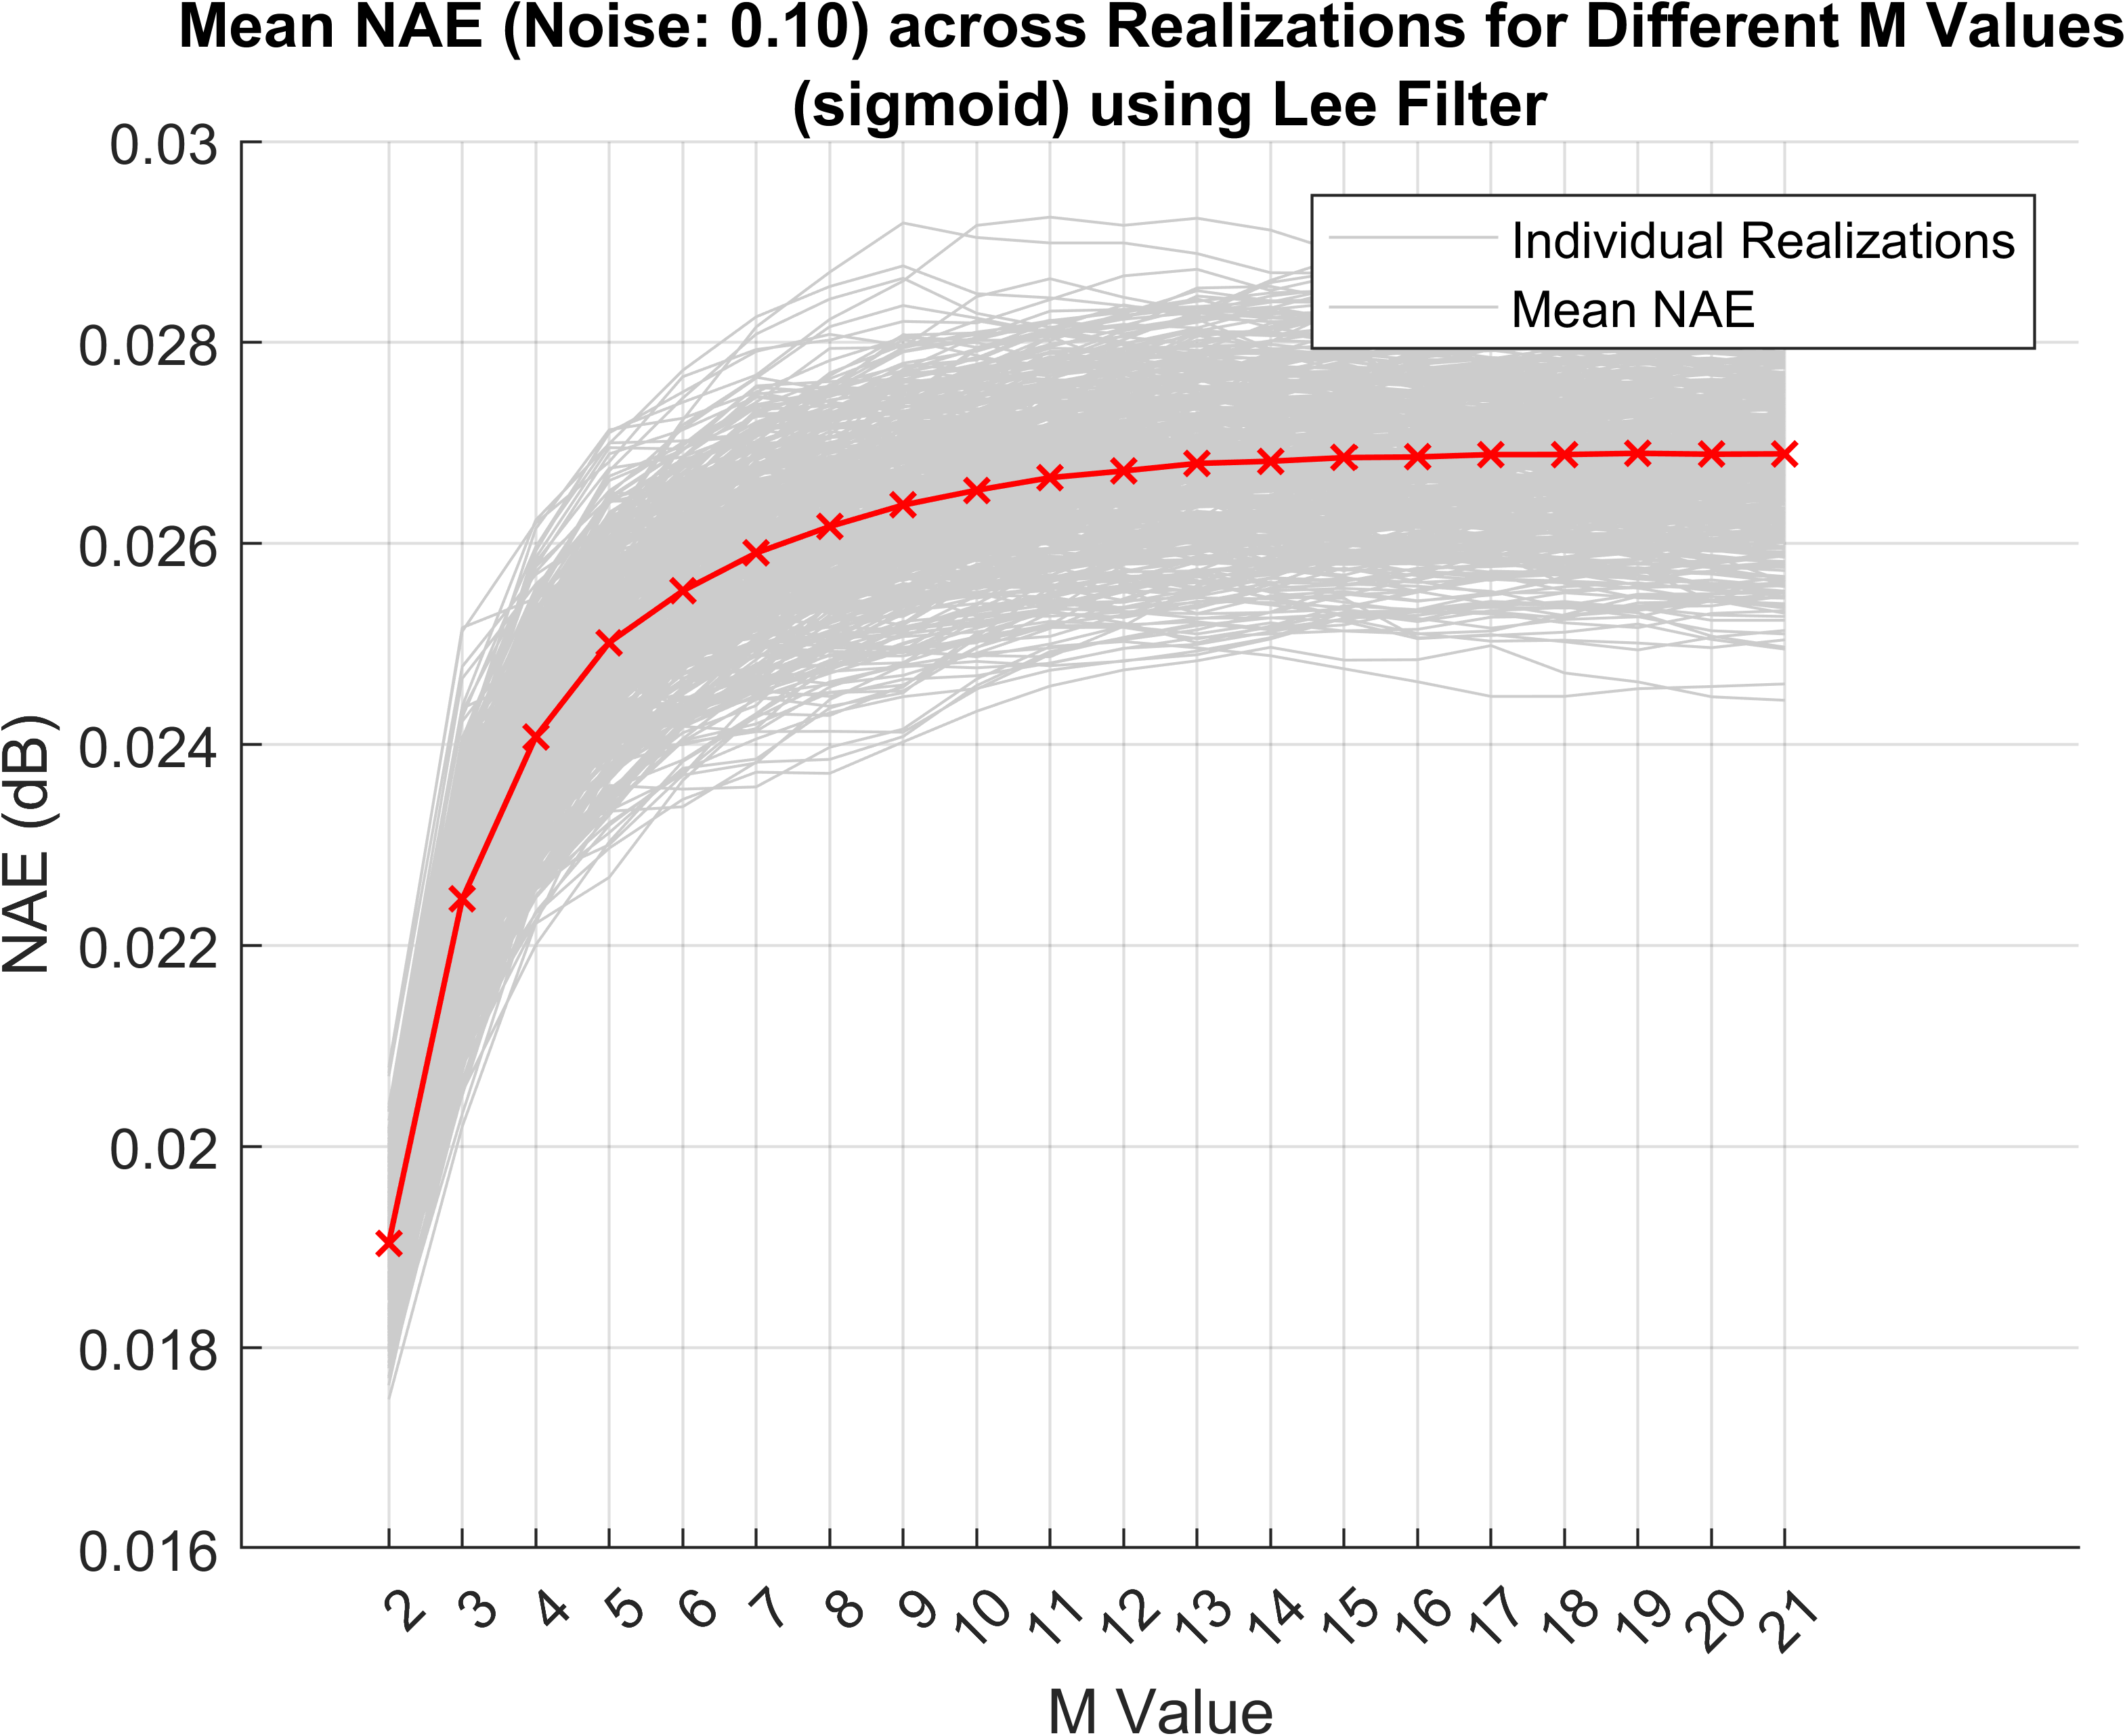 Mean NAE (Noise: 0.10) across Realizations for Different M Values
(sigmoid) using Lee Filter
0.03
0.028
0.026
0.024
0.022
0.02
0.018
0.016
NAE (dB)
Individual Realizations
Mean NAE
2 3 4 5 6 7 8 9 10 11 12 13 14 15 16 17 18 19 20 21
M Value